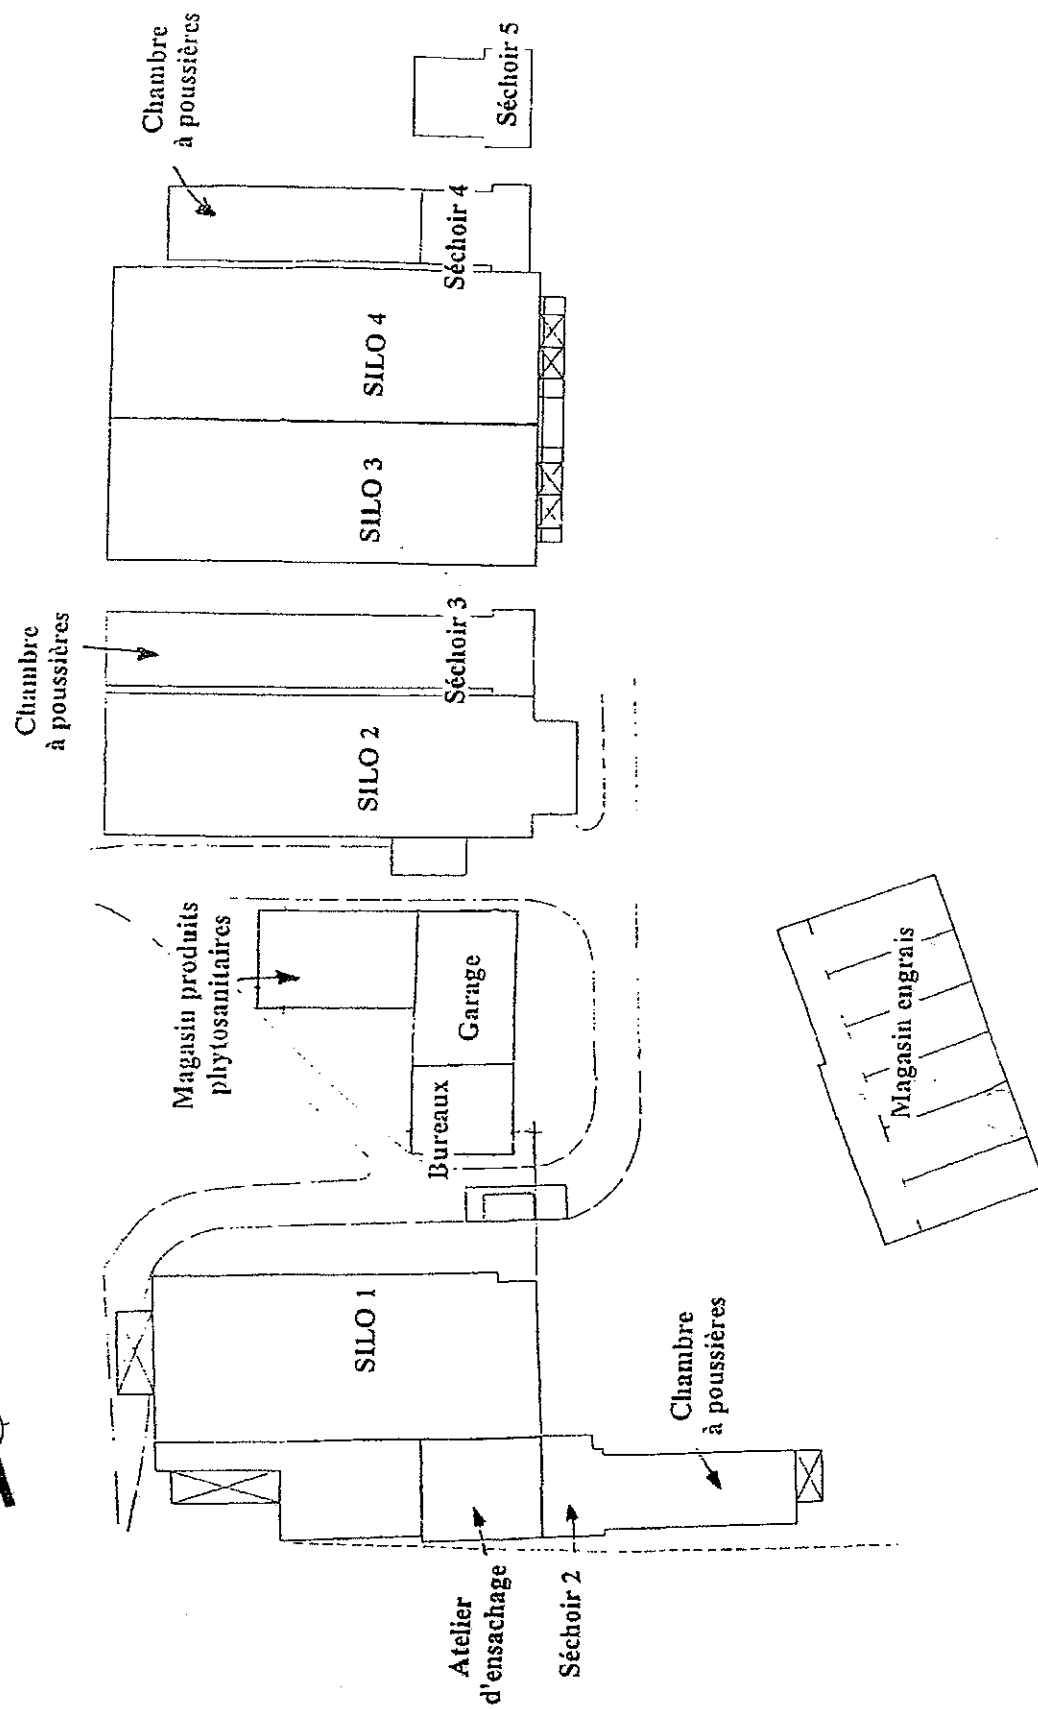 Chambre
à poussières
Séchoir 5
Séchoir 4
SILO 4
SILO 3
Chambre
à poussières
Séchoir 3
SILO 2
Magasin produits
phytosanitaires
Garage
Bureaux
Magasin engrais
SILO 1
Chambre
à poussières
Atelier
d'ensachage
Séchoir 2